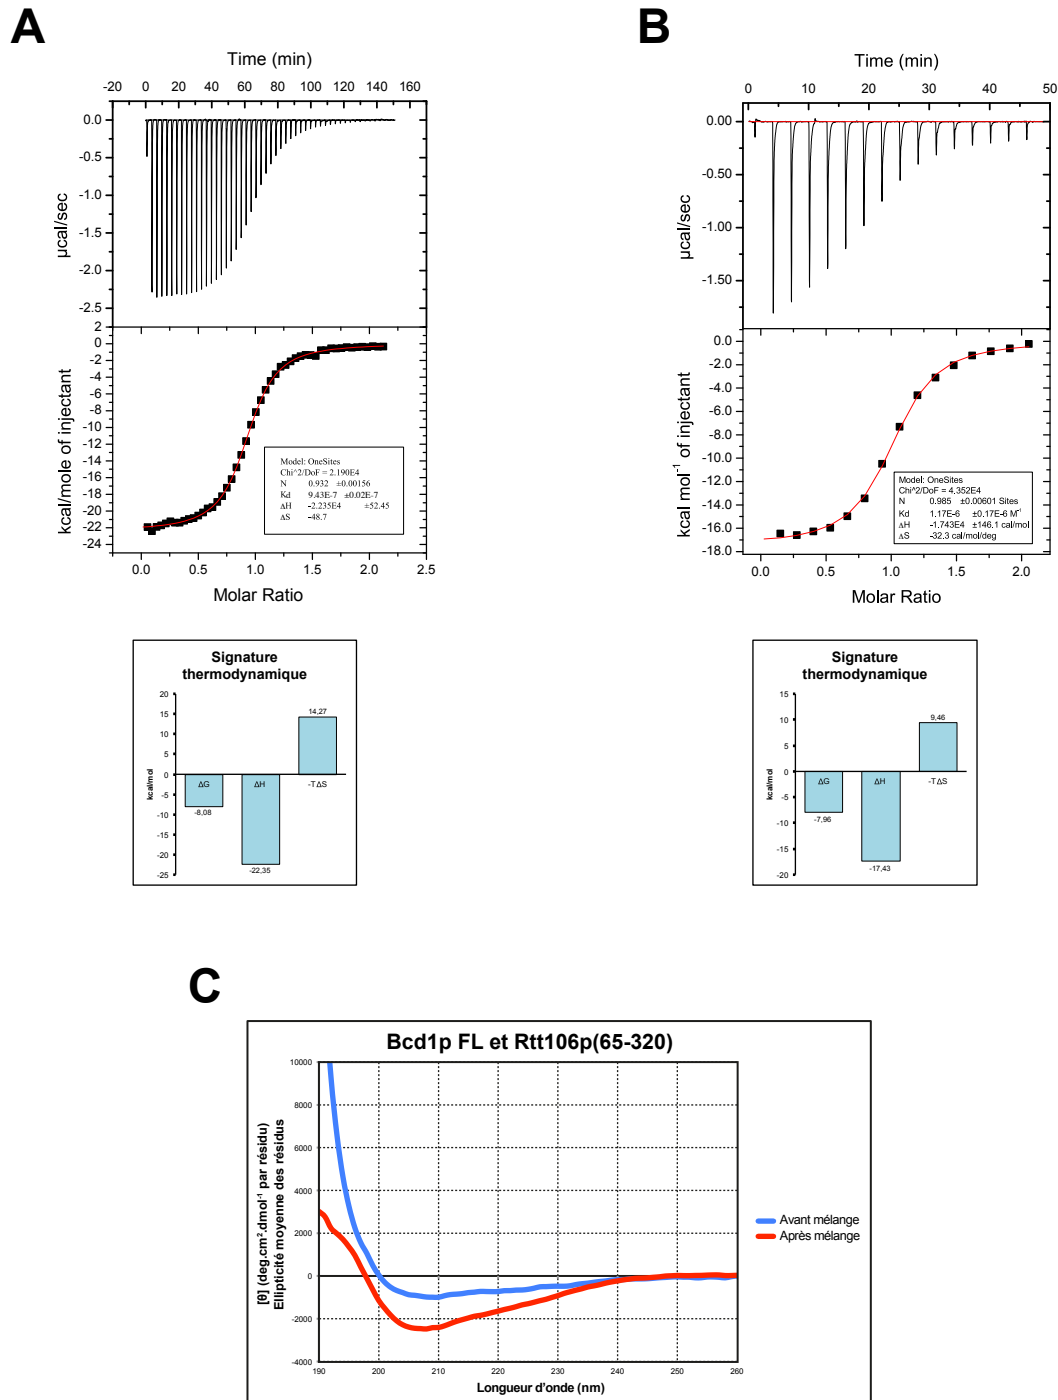 A
Time (min)
-20 0 20 40 60 80 100 120 140 160
0.0
-0.5
-1.0
-1.5
-2.0
-2.5
µcal/sec
2
0
-2
-4
-6
-8
-10
-12
-14
-16
-18
-20
-22
-24
kcal/mole of injectant
Model: OneSites
Chi^2/DoF = 2.190E4
N 0.932 ±0.00156
Kd 9.43E-7 ±0.02E-7
ΔH -2.235E4 ±52.45
ΔS -48.7
0.0 0.5 1.0 1.5 2.0 2.5
Molar Ratio
Signature
thermodynamique
20
15
10
5
0
-5
-10
-15
-20
-25
kcal/mol
14,27
ΔG ΔH -TΔS
-8,08
-22,35
B
Time (min)
0 10 20 30 40 50
0.00
-0.50
-1.00
-1.50
µcal/sec
0.0
-2.0
-4.0
-6.0
-8.0
-10.0
-12.0
-14.0
-16.0
-18.0
kcal mol⁻¹ of injectant
Model: OneSites
Chi^2/DoF = 4.352E4
N 0.985 ±0.00601 Sites
Kd 1.17E-6 ±0.17E-6 M⁻¹
ΔH -1.743E4 ±146.1 cal/mol
ΔS -32.3 cal/mol/deg
0.0 0.5 1.0 1.5 2.0
Molar Ratio
Signature
thermodynamique
15
10
5
0
-5
-10
-15
-20
kcal/mol
9,46
ΔG ΔH -TΔS
-7,96
-17,43
C
Bcd1p FL et Rtt106p(65-320)
10000
8000
6000
4000
2000
0
-2000
-4000
[θ] (deg.cm².dmol⁻¹ par résidu)
Ellipticité moyenne des résidus
Avant mélange
Après mélange
190 200 210 220 230 240 250 260
Longueur d'onde (nm)